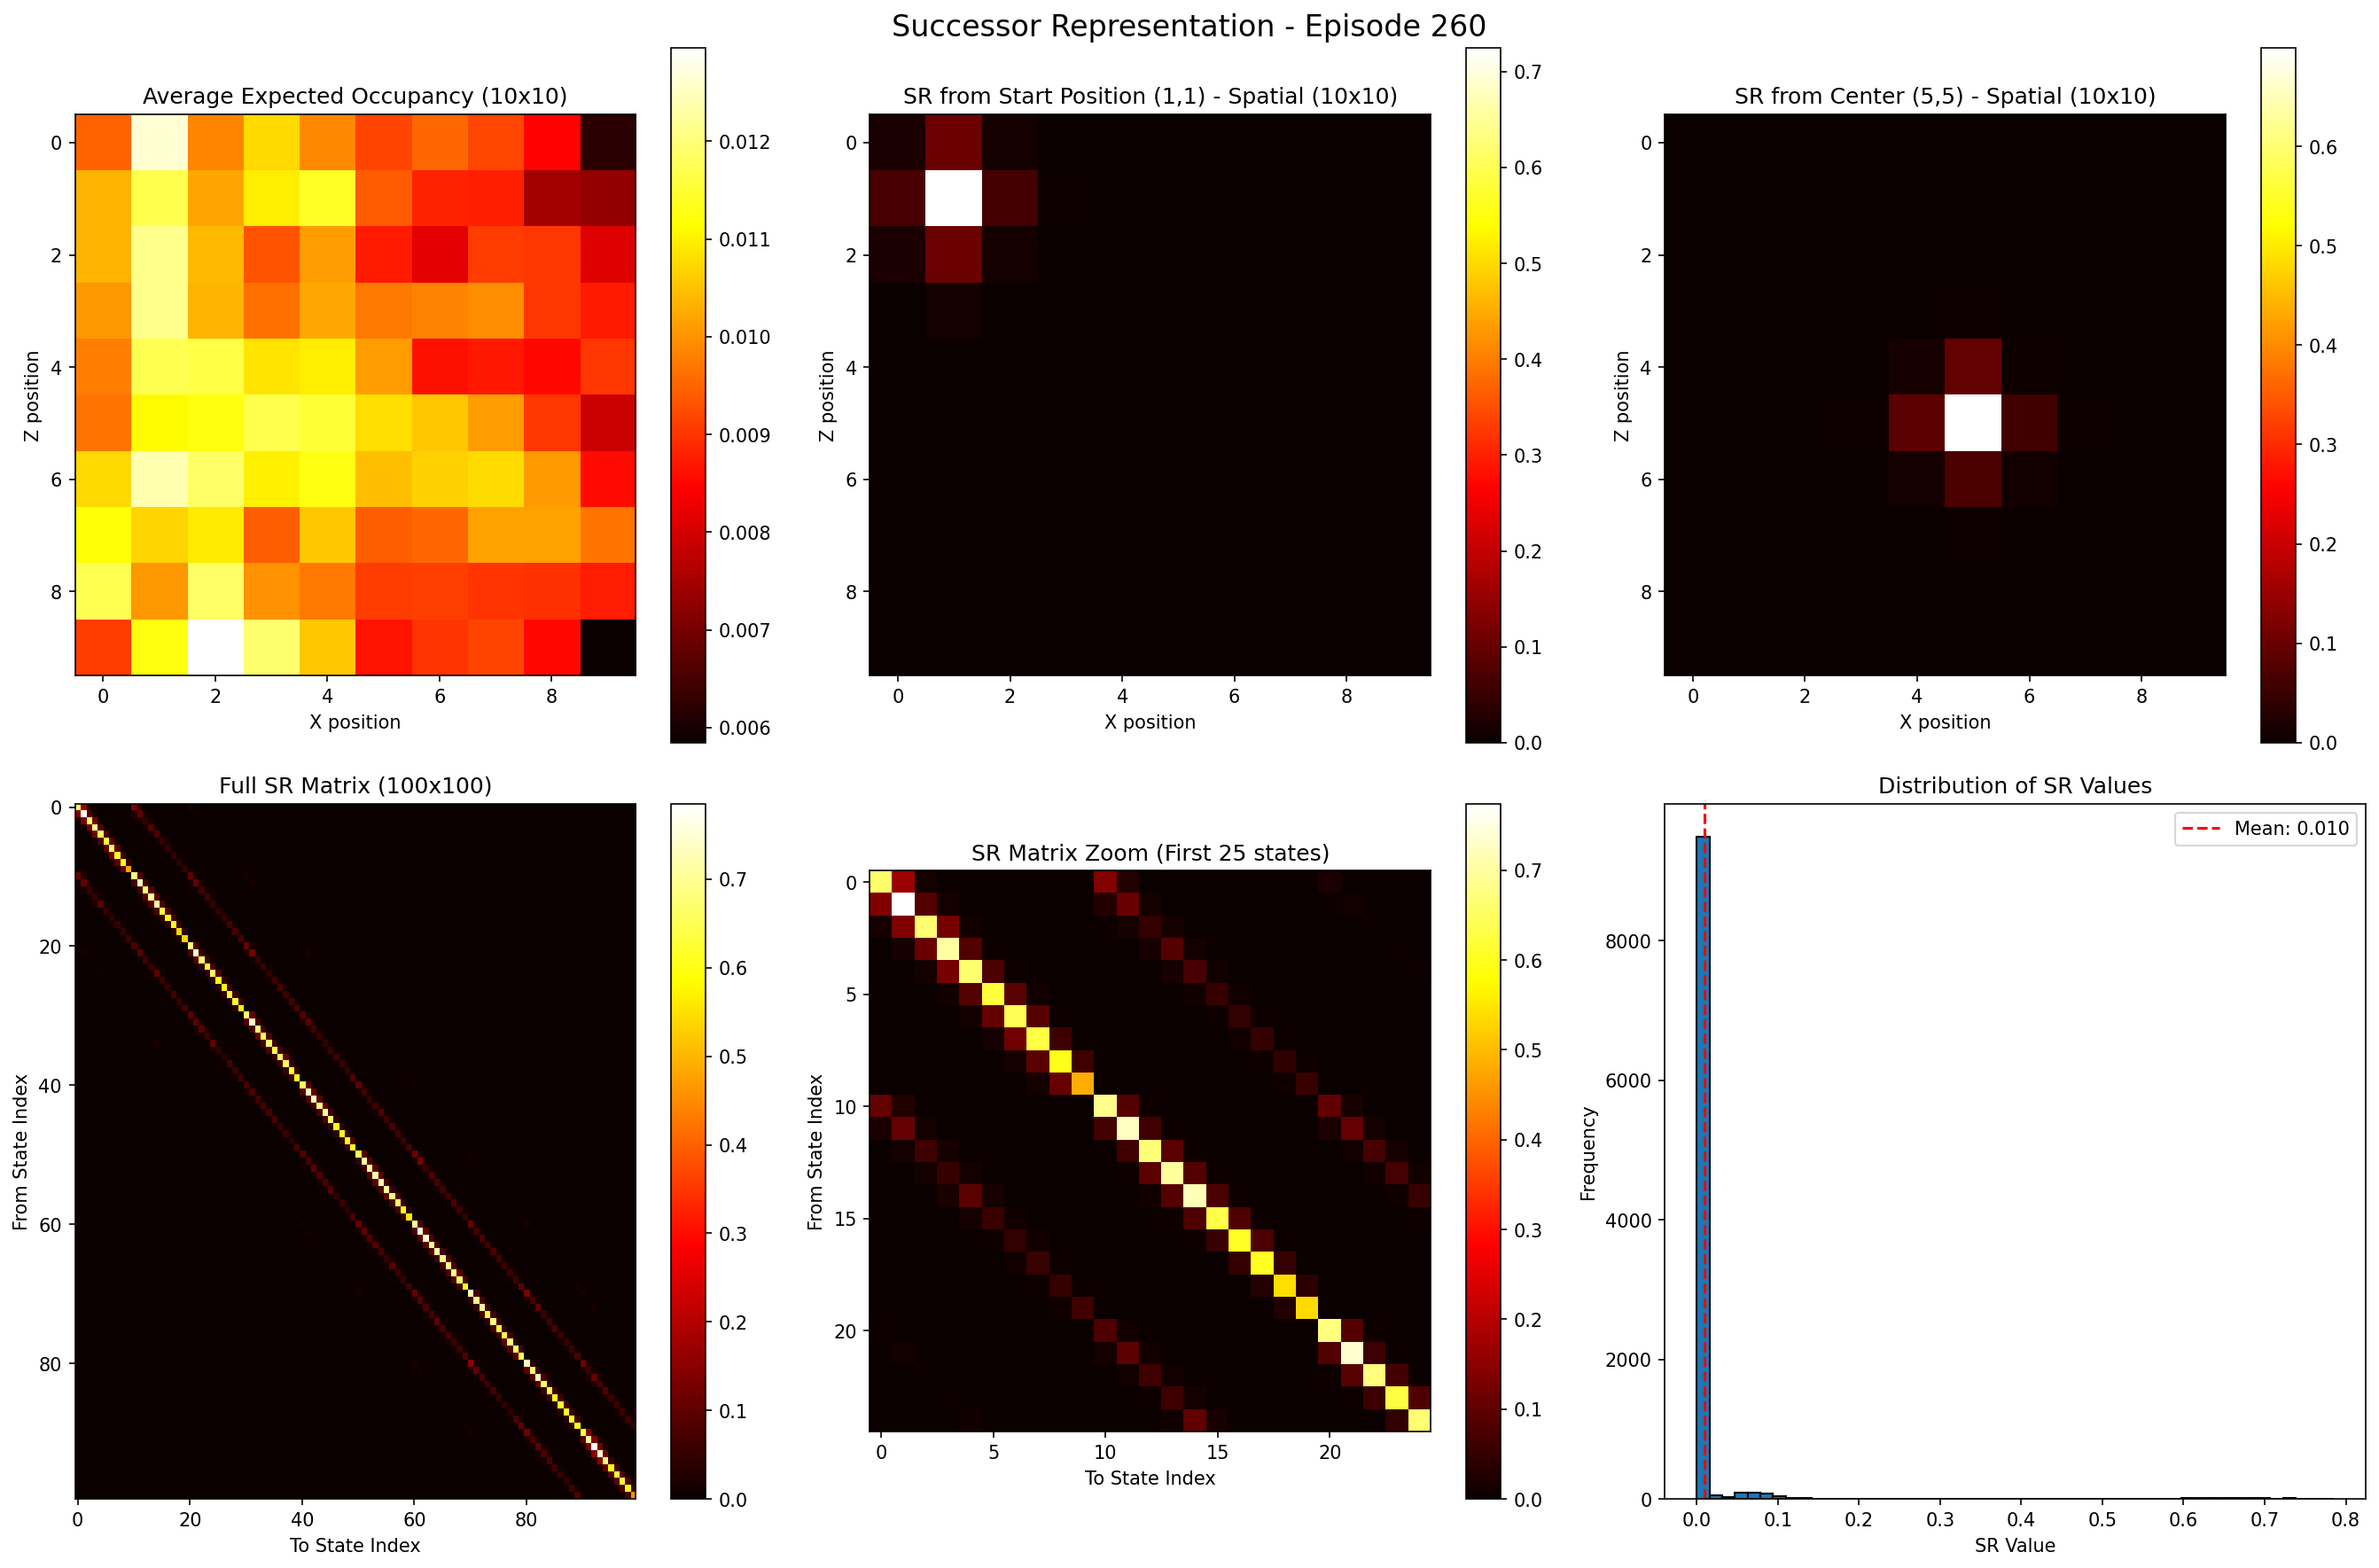 Successor Representation - Episode 260
Average Expected Occupancy (10x10)
0
2
4
6
8
Z position
0 2 4 6 8
X position
0.012
0.011
0.010
0.009
0.008
0.007
0.006
SR from Start Position (1,1) - Spatial (10x10)
0
2
4
6
8
Z position
0 2 4 6 8
X position
0.7
0.6
0.5
0.4
0.3
0.2
0.1
0.0
SR from Center (5,5) - Spatial (10x10)
0
2
4
6
8
Z position
0 2 4 6 8
X position
0.6
0.5
0.4
0.3
0.2
0.1
0.0
Full SR Matrix (100x100)
0
20
40
60
80
From State Index
0 20 40 60 80
To State Index
0.7
0.6
0.5
0.4
0.3
0.2
0.1
0.0
SR Matrix Zoom (First 25 states)
0
5
10
15
20
From State Index
0 5 10 15 20
To State Index
0.7
0.6
0.5
0.4
0.3
0.2
0.1
0.0
Distribution of SR Values
Mean: 0.010
8000
6000
4000
2000
0
Frequency
0.0 0.1 0.2 0.3 0.4 0.5 0.6 0.7 0.8
SR Value